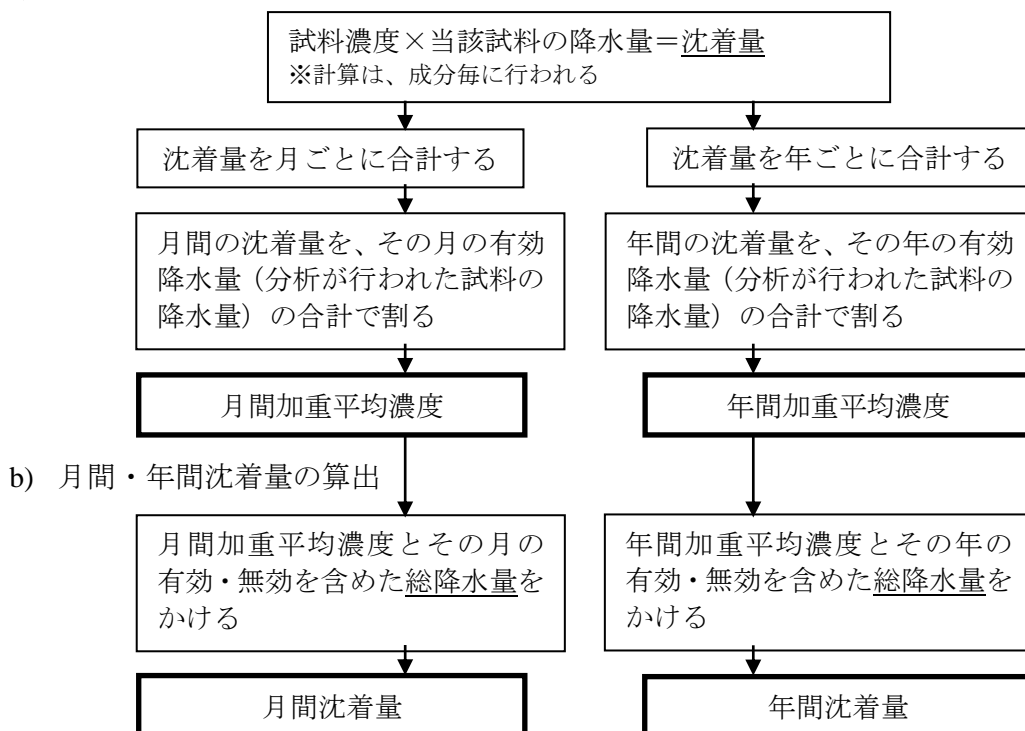 試料濃度×当該試料の降水量＝沈着量
※計算は、成分毎に行われる
沈着量を月ごとに合計する
沈着量を年ごとに合計する
月間の沈着量を、その月の有効
降水量（分析が行われた試料の
降水量）の合計で割る
年間の沈着量を、その年の有効
降水量（分析が行われた試料の
降水量）の合計で割る
月間加重平均濃度
年間加重平均濃度
b) 月間・年間沈着量の算出
月間加重平均濃度とその月の
有効・無効を含めた総降水量を
かける
年間加重平均濃度とその年の
有効・無効を含めた総降水量を
かける
月間沈着量
年間沈着量